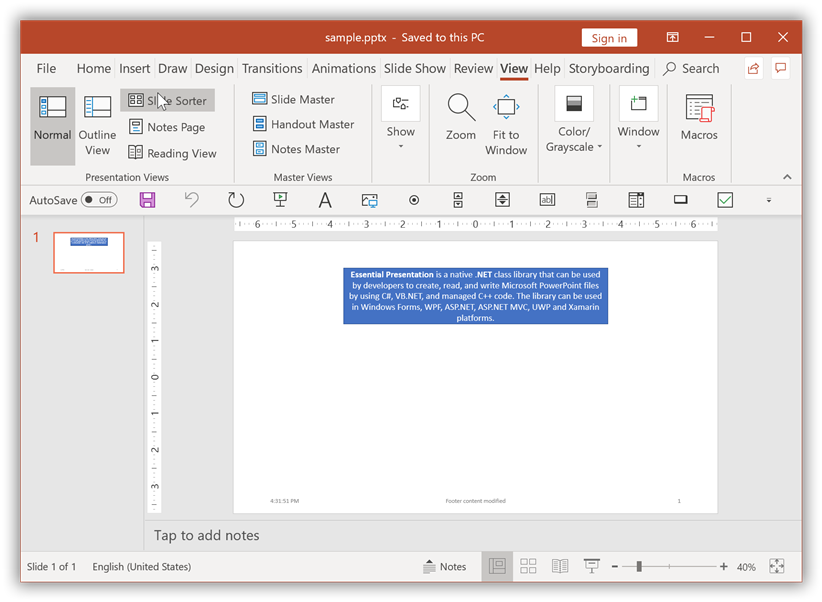 sample.pptx - Saved to this PC
Sign in
File Home Insert Draw Design Transitions Animations Slide Show Review View Help Storyboarding Search
Normal
Outline View
Slide Sorter
Notes Page
Reading View
Presentation Views
Slide Master
Handout Master
Notes Master
Master Views
Show
Zoom
Fit to Window
Zoom
Color/ Grayscale
Window
Macros
Macros
AutoSave Off
6 5 4 3 2 1 0 1 2 3 4 5 6
1
3
2
1
0
1
2
3
Essential Presentation is a native .NET class library that can be used
by developers to create, read, and write Microsoft PowerPoint files
by using C#, VB.NET, and managed C++ code. The library can be used
in Windows Forms, WPF, ASP.NET, ASP.NET MVC, UWP and Xamarin
platforms.
4:31:51 PM Footer content modified 1
Tap to add notes
Slide 1 of 1 English (United States) Notes 40%